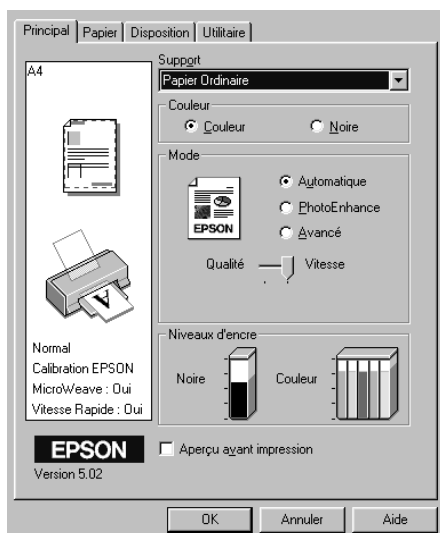 Principal Papier Disposition Utilitaire
A4
Support
Papier Ordinaire
Couleur
Couleur Noire
Mode
EPSON
Automatique
PhotoEnhance
Avancé
Qualité Vitesse
Niveaux d'encre
Noire Couleur
A
Normal
Calibration EPSON
MicroWeave : Oui
Vitesse Rapide : Oui
EPSON
Version 5.02
Aperçu avant impression
OK Annuler Aide